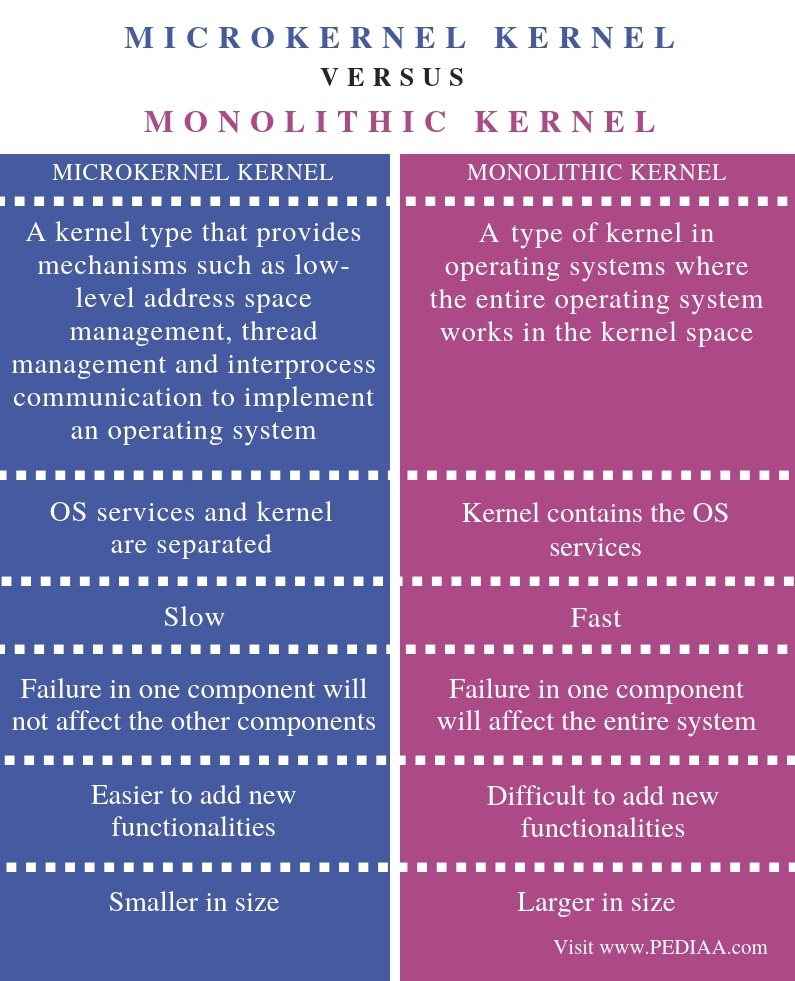 MICROKERNEL KERNEL
VERSUS
MONOLITHIC KERNEL
MICROKERNEL KERNEL
A kernel type that provides
mechanisms such as low-
level address space
management, thread
management and interprocess
communication to implement
an operating system
OS services and kernel
are separated
Slow
Failure in one component will
not affect the other components
Easier to add new
functionalities
Smaller in size
MONOLITHIC KERNEL
A type of kernel in
operating systems where
the entire operating system
works in the kernel space
Kernel contains the OS
services
Fast
Failure in one component
will affect the entire system
Difficult to add new
functionalities
Larger in size
Visit www.PEDIAA.com